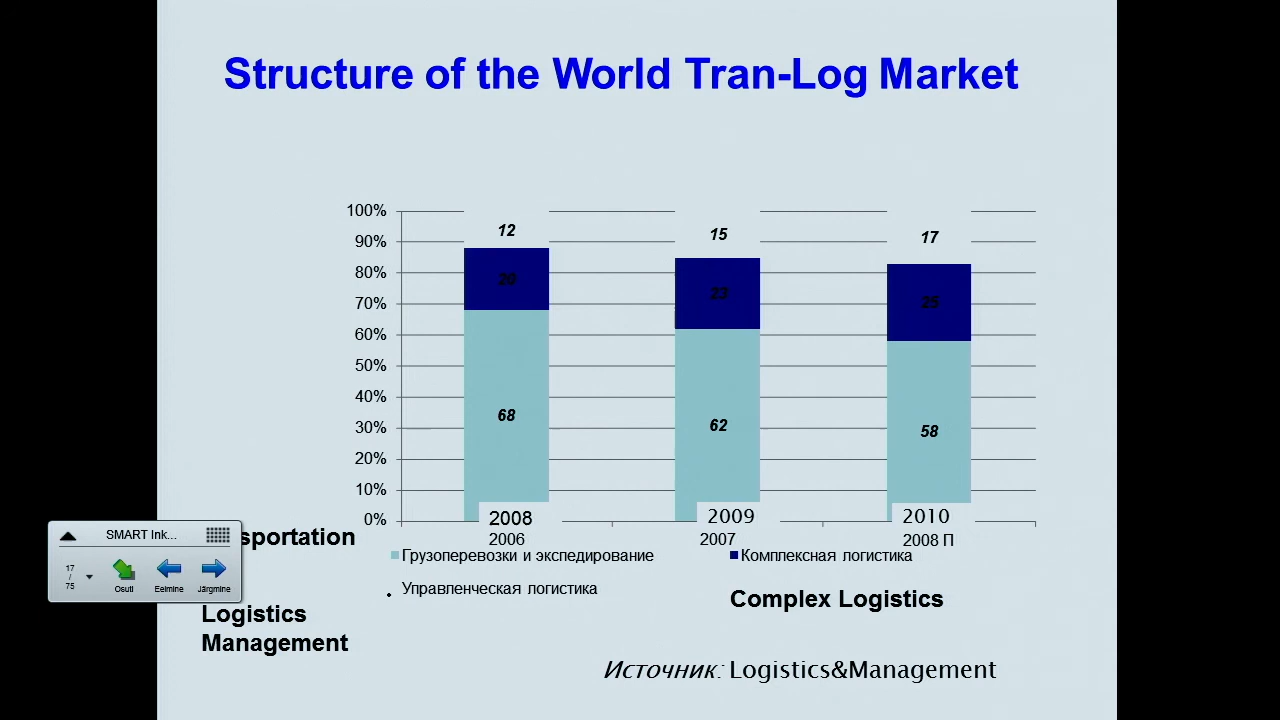 Structure of the World Tran-Log Market
100%
90%
80%
70%
60%
50%
40%
30%
20%
10%
0%
12
15
17
20
23
25
68
62
58
2008
2009
2010
2006
2007
2008 П
Грузоперевозки и экспедирование
Комплексная логистика
Управленческая логистика
sportation
Complex Logistics
Logistics
Management
Источник: Logistics&Management
SMART Ink...
17
/
75
Osuti
Eelmine
Järgmine